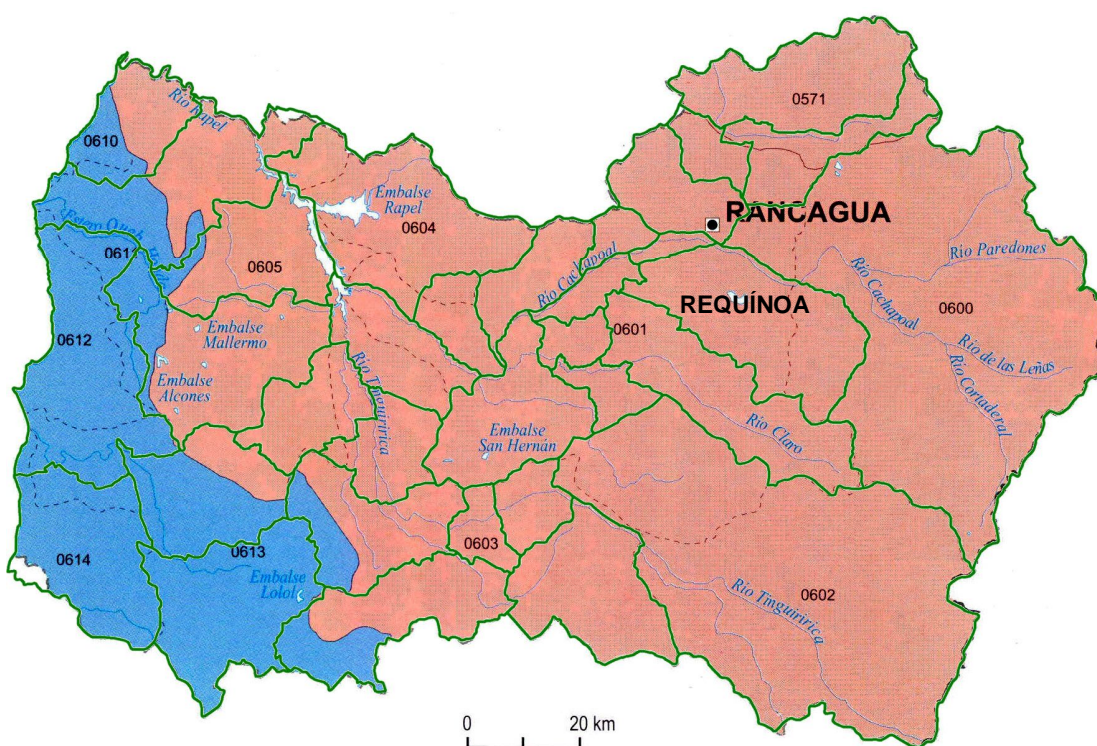 0571
Río Rapel
0610
Embalse
Rapel
RANCAGUA
0604
Río Paredones
0611
0605
Río Cachapoal
Río Cachapoal
REQUÍNOA
0600
Embalse
Mallermo
0601
0612
Río de las Leñas
Embalse
Alcones
Río Tinguiririca
Río Cortaderal
Embalse
San Hernán
Río Claro
0603
0613
0614
Embalse
Lolol
Río Tinguiririca
0602
0
20 km